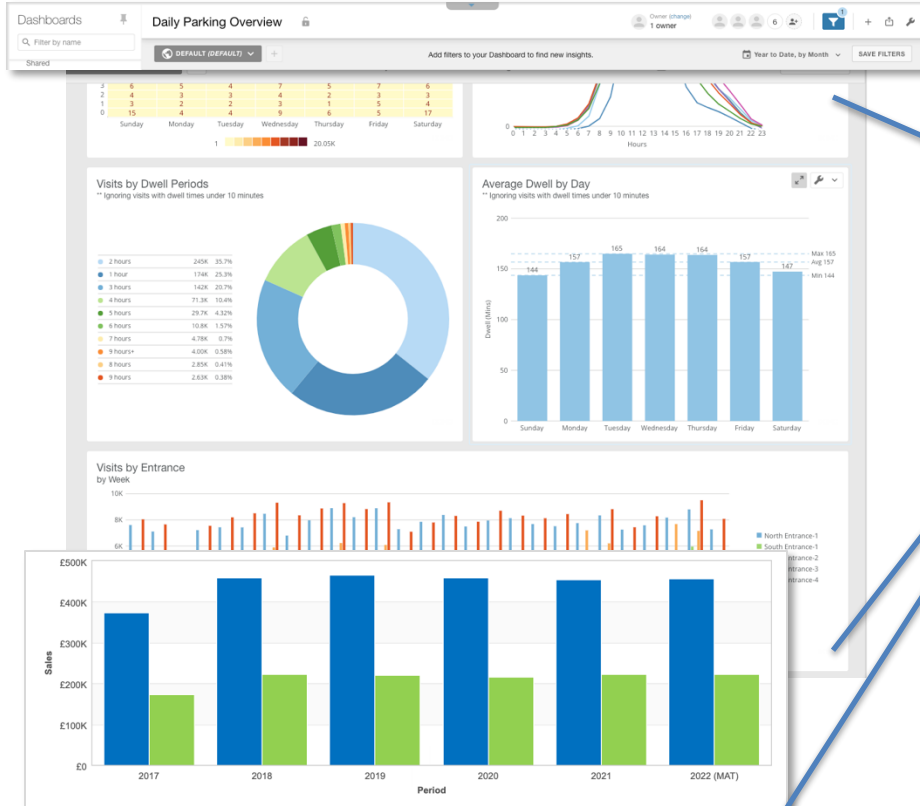 Dashboards
Filter by name
Shared
Daily Parking Overview
Owner (change)
1 owner
6
1
DEFAULT (DEFAULT)
Add filters to your Dashboard to find new insights.
Year to Date, by Month
SAVE FILTERS
3 6 5 4 7 5 7 6
2 4 3 3 4 2 3 3
1 3 2 2 3 1 5 4
0 15 4 4 9 6 5 17
Sunday Monday Tuesday Wednesday Thursday Friday Saturday
1 20.05K
0
0 1 2 3 4 5 6 7 8 9 10 11 12 13 14 15 16 17 18 19 20 21 22 23
Hours
Visits by Dwell Periods
** Ignoring visits with dwell times under 10 minutes
2 hours 245K 35.7%
1 hour 174K 25.3%
3 hours 142K 20.7%
4 hours 71.3K 10.4%
5 hours 29.7K 4.32%
6 hours 10.8K 1.57%
7 hours 4.78K 0.7%
9 hours+ 4.00K 0.58%
8 hours 2.85K 0.41%
9 hours 2.63K 0.38%
Average Dwell by Day
** Ignoring visits with dwell times under 10 minutes
200
150
100
50
0
Dwell (Mins)
144 157 165 164 164 157 147
Max 165
Avg 157
Min 144
Sunday Monday Tuesday Wednesday Thursday Friday Saturday
Visits by Entrance
by Week
10K
8K
6K
North Entrance-1
South Entrance-1
ntrance-2
ntrance-3
ntrance-4
£500K
£400K
£300K
£200K
£100K
£0
Sales
2017 2018 2019 2020 2021 2022 (MAT)
Period